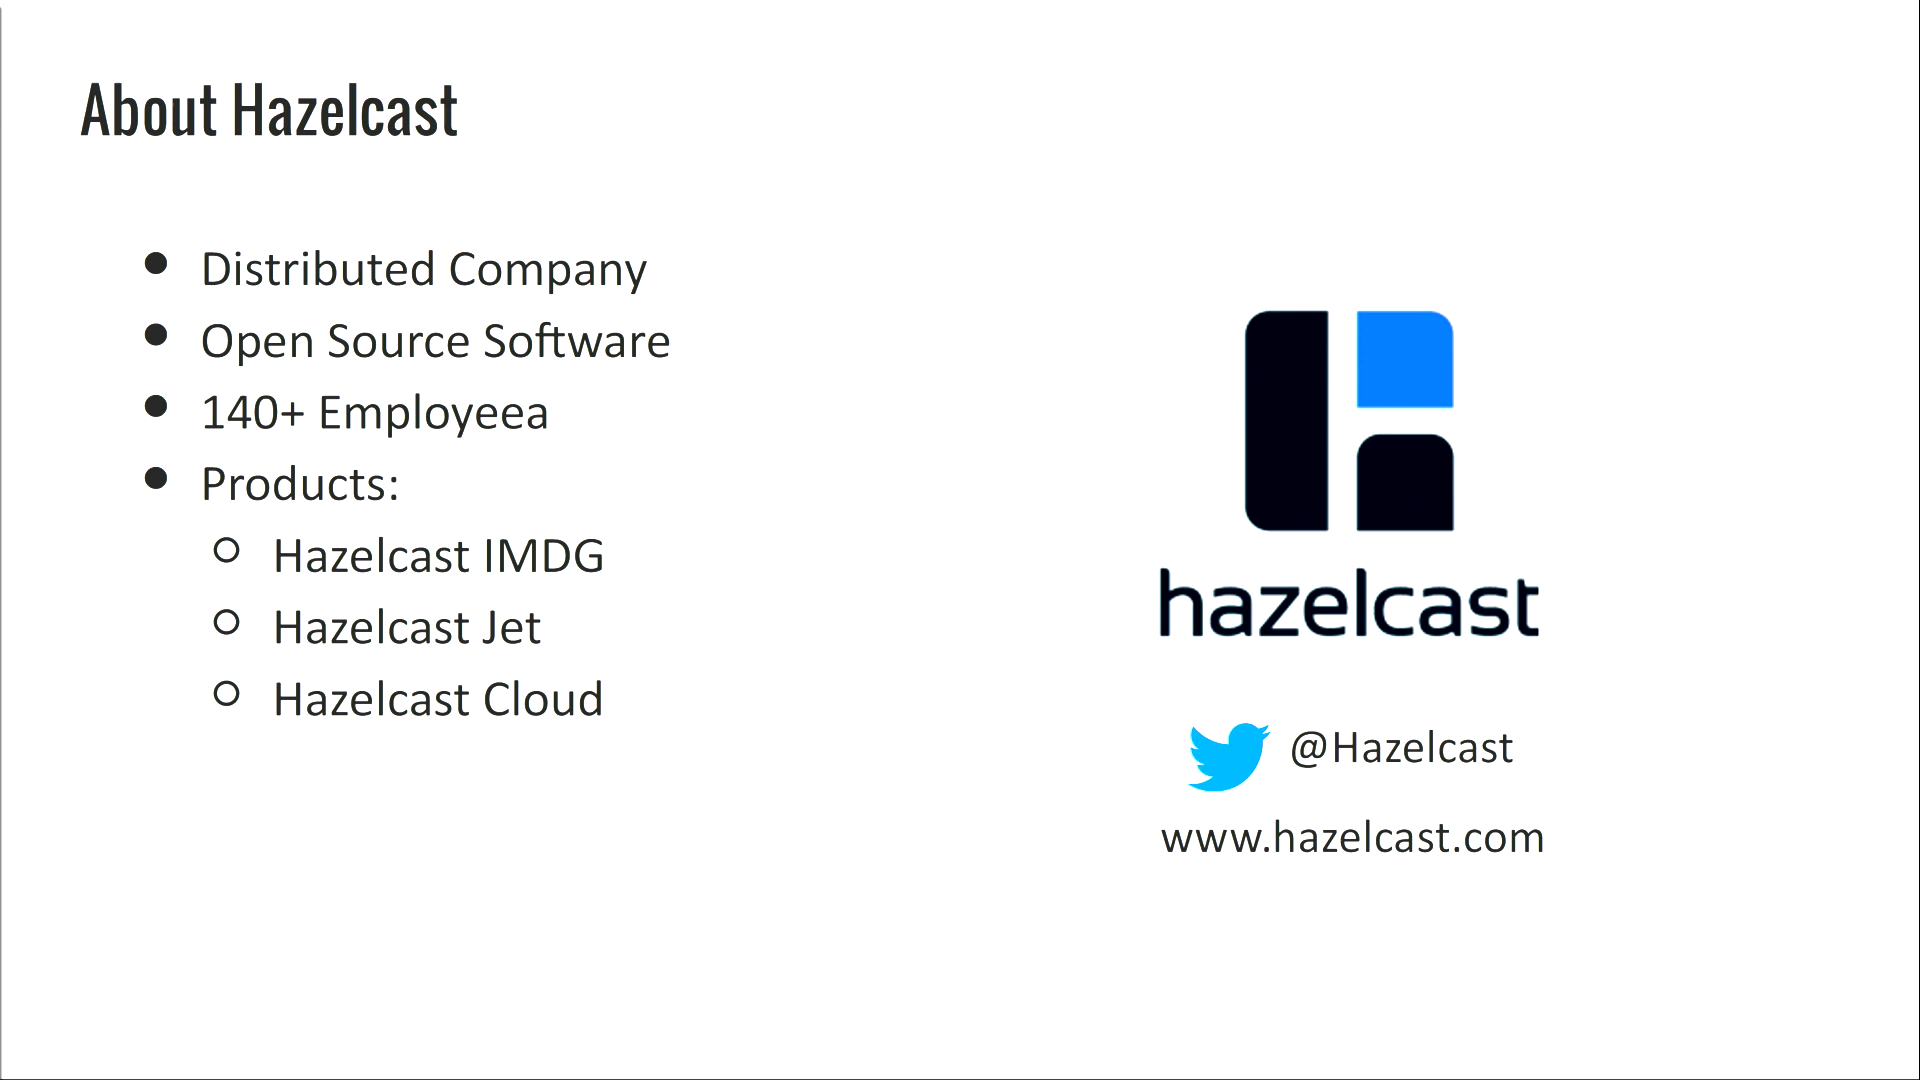 About Hazelcast
● Distributed Company
● Open Source Software
● 140+ Employeea
● Products:
○ Hazelcast IMDG
○ Hazelcast Jet
○ Hazelcast Cloud
hazelcast
@Hazelcast
www.hazelcast.com